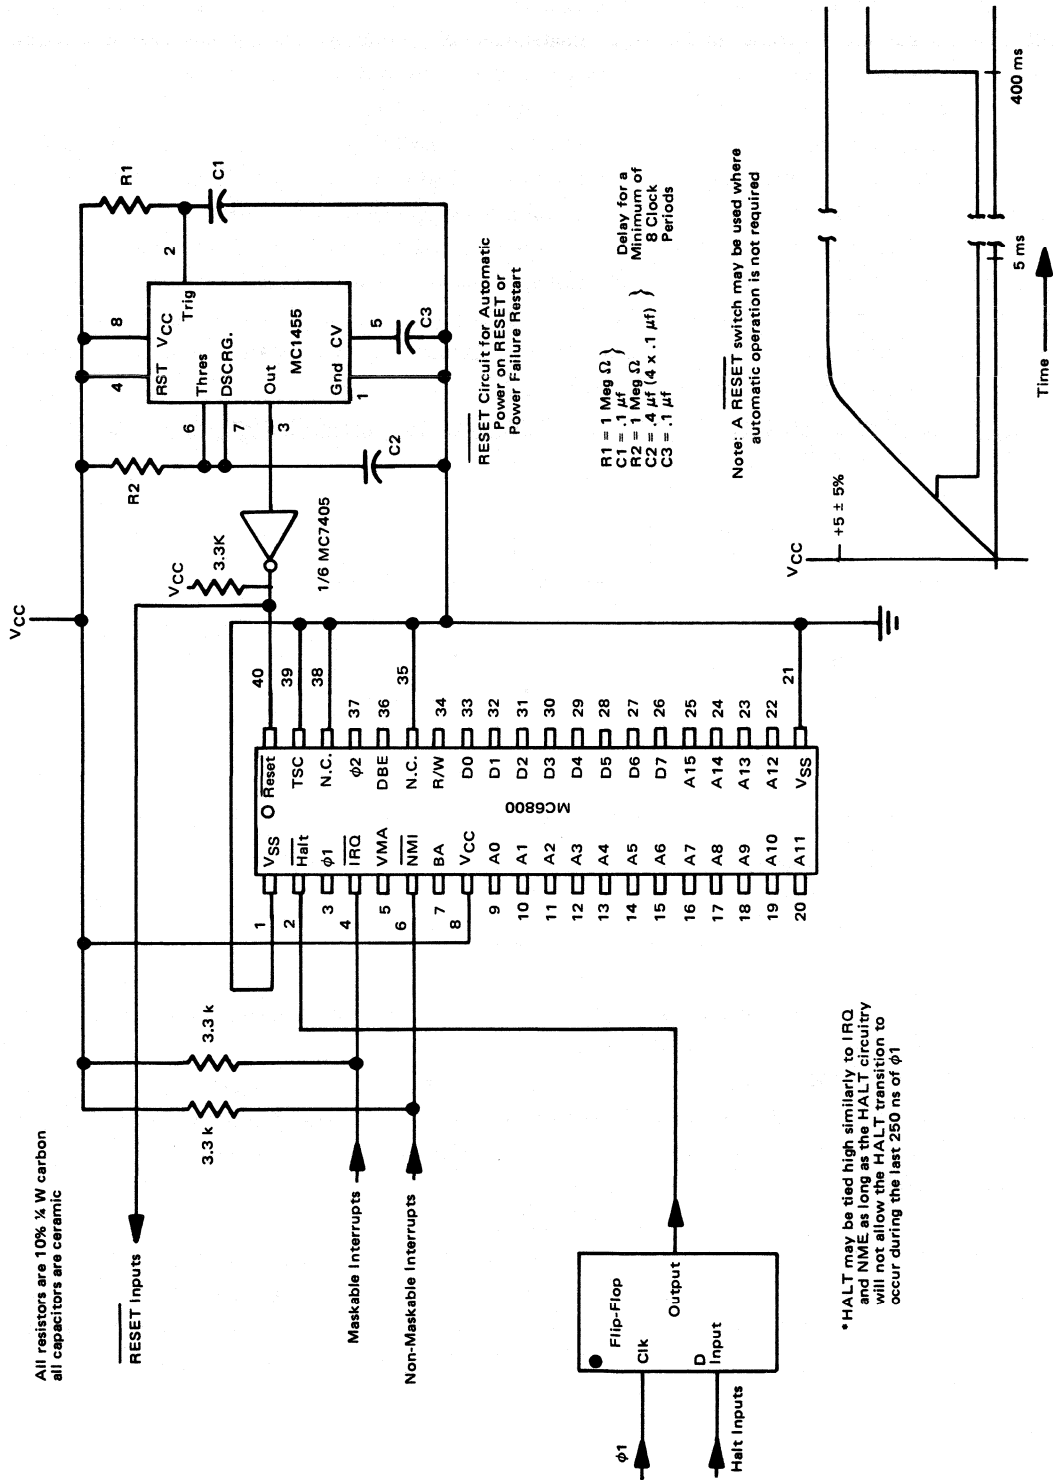 All resistors are 10% ¼ W carbon
all capacitors are ceramic
RESET Inputs
Maskable Interrupts
Non-Maskable Interrupts
3.3 k
3.3 k
VCC
Flip-Flop
Clk
Output
D
Input
φ1
Halt Inputs
*HALT may be tied high similarly to IRQ
and NME as long as the HALT circuitry
will not allow the HALT transition to
occur during the last 250 ns of φ1
1
2
3
4
5
6
7
8
9
10
11
12
13
14
15
16
17
18
19
20
VSS
Halt
φ1
IRQ
VMA
NMI
BA
VCC
A0
A1
A2
A3
A4
A5
A6
A7
A8
A9
A10
A11
MC6800
Reset
TSC
N.C.
φ2
DBE
N.C.
R/W
D0
D1
D2
D3
D4
D5
D6
D7
A15
A14
A13
A12
VSS
40
39
38
37
36
35
34
33
32
31
30
29
28
27
26
25
24
23
22
21
VCC
3.3K
1/6 MC7405
R2
C2
6
7
3
4
8
RST
VCC
Thres
DSCRG.
Trig
Out
MC1455
Gnd
CV
1
5
C3
2
R1
C1
RESET Circuit for Automatic
Power on RESET or
Power Failure Restart
R1 = 1 Meg Ω }
C1 = .1 μf }
R2 = 1 Meg Ω }
C2 = .4 μf (4 x .1 μf) }
C3 = .1 μf
Delay for a
Minimum of
8 Clock
Periods
Note: A RESET switch may be used where
automatic operation is not required
VCC
+5 ± 5%
5 ms
400 ms
Time